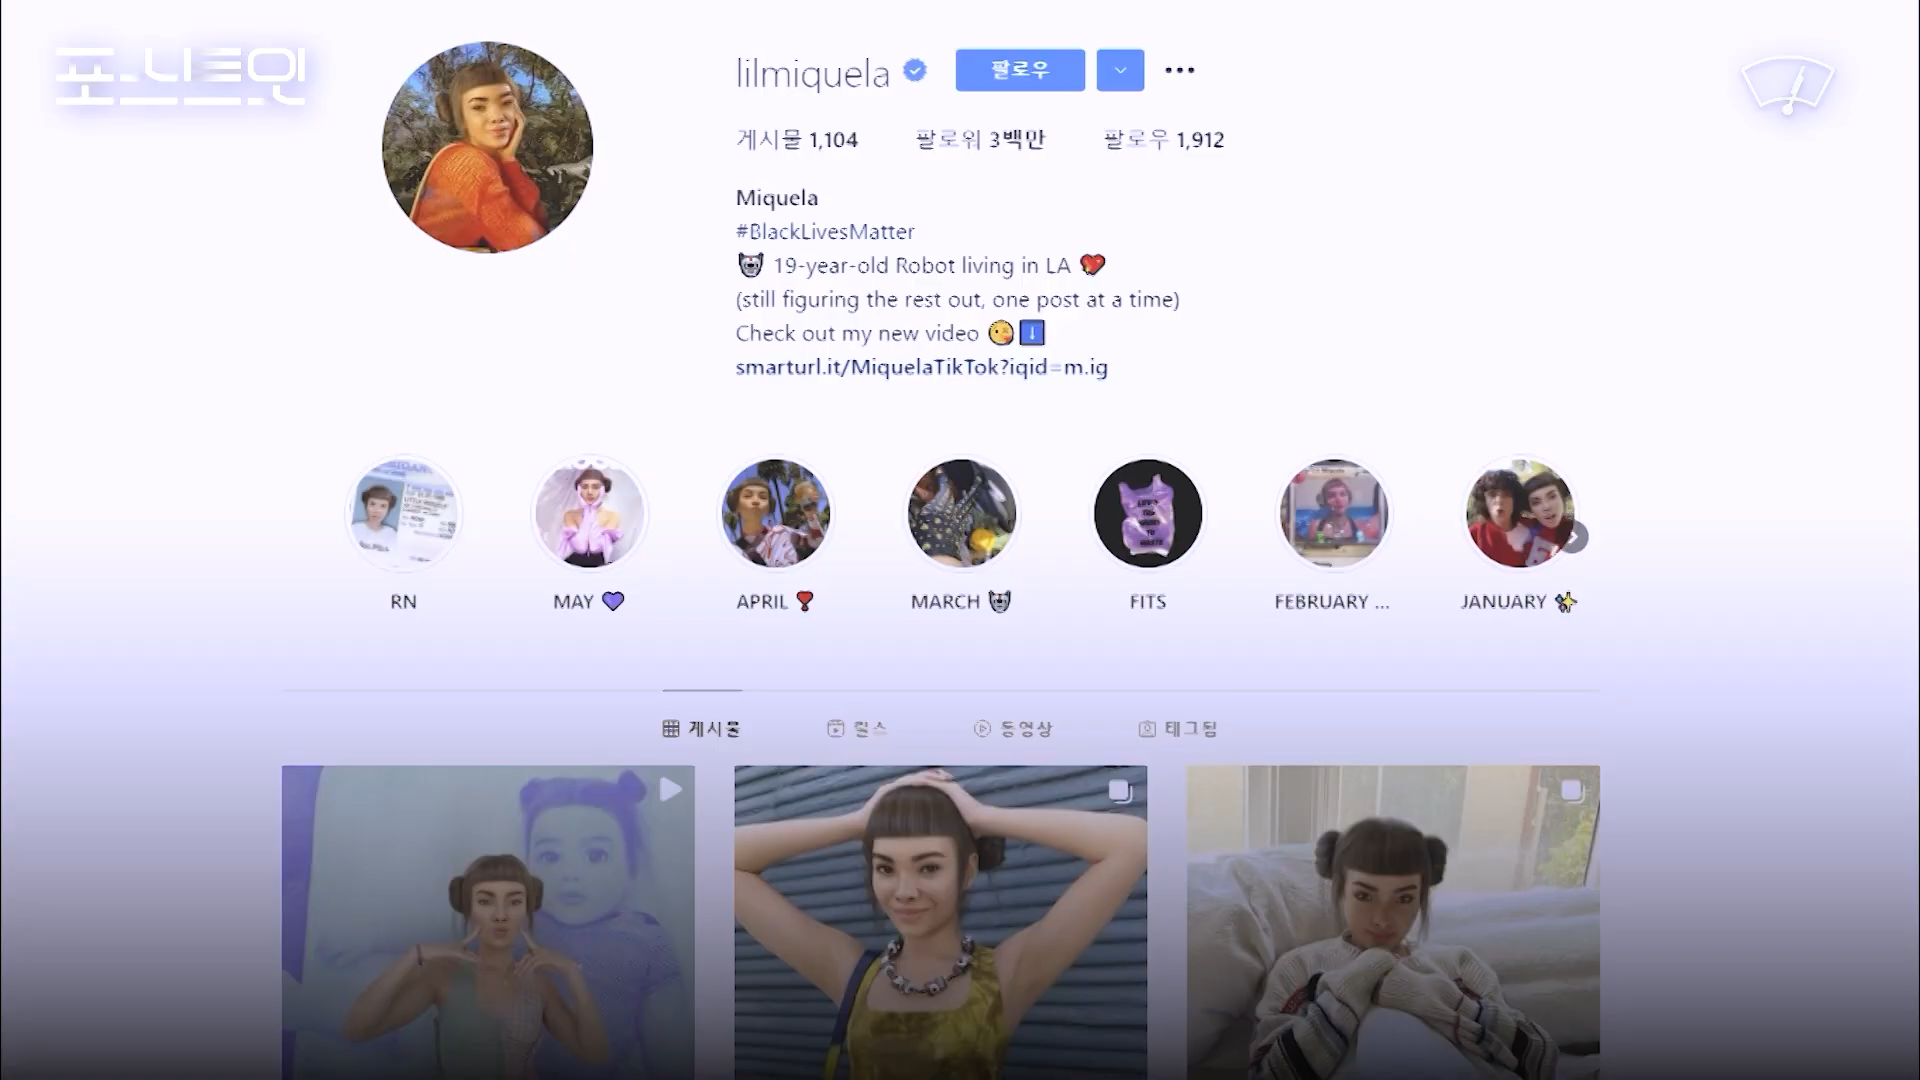 포스트잇
lilmiquela
팔로우
게시물 1,104 팔로워 3백만 팔로우 1,912
Miquela
#BlackLivesMatter
19-year-old Robot living in LA
(still figuring the rest out, one post at a time)
Check out my new video
smarturl.it/MiquelaTikTok?iqid=m.ig
RN MAY APRIL MARCH FITS FEBRUARY ... JANUARY
게시물 릴스 동영상 태그됨